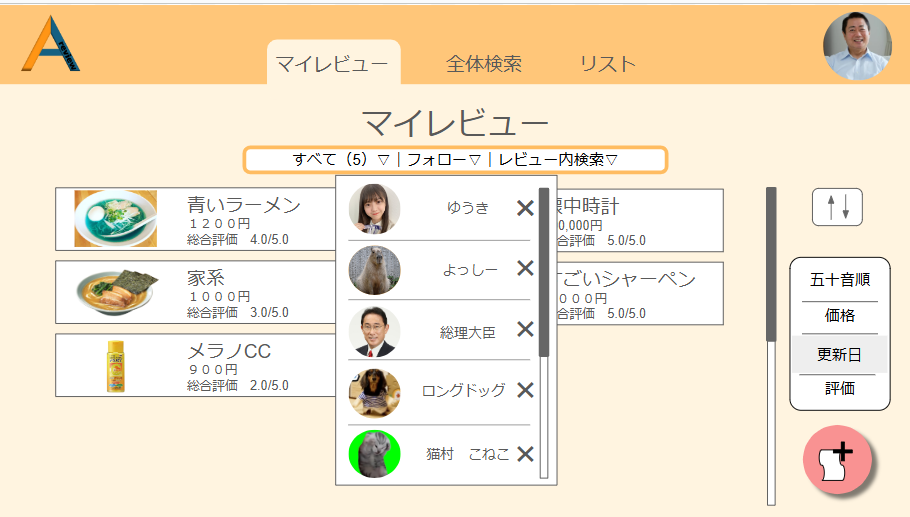 A review
マイレビュー
全体検索
リスト
マイレビュー
すべて（5）▽｜フォロー▽｜レビュー内検索▽
青いラーメン
１２００円
総合評価　4.0/5.0
家系
１０００円
総合評価　3.0/5.0
メラノCC
９００円
総合評価　2.0/5.0
ゆうき ✕
よっしー ✕
総理大臣 ✕
ロングドッグ ✕
猫村　こねこ ✕
中時計
0,000円
合評価　5.0/5.0
ごいシャーペン
０００円
合評価　5.0/5.0
五十音順
価格
更新日
評価